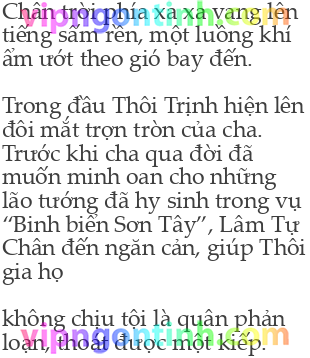 Chân trời phía xa xa vang lên
tiếng sấm rền, một luồng khí
ẩm ướt theo gió bay đến.
Trong đầu Thôi Trịnh hiện lên
đôi mắt trợn tròn của cha.
Trước khi cha qua đời đã
muốn minh oan cho những
lão tướng đã hy sinh trong vụ
“Binh biến Sơn Tây”, Lâm Tự
Chân đến ngăn cản, giúp Thôi
gia họ
không chịu tội là quân phản
loạn, thoát được một kiếp.
vipngontinh.com
vipngontinh.com